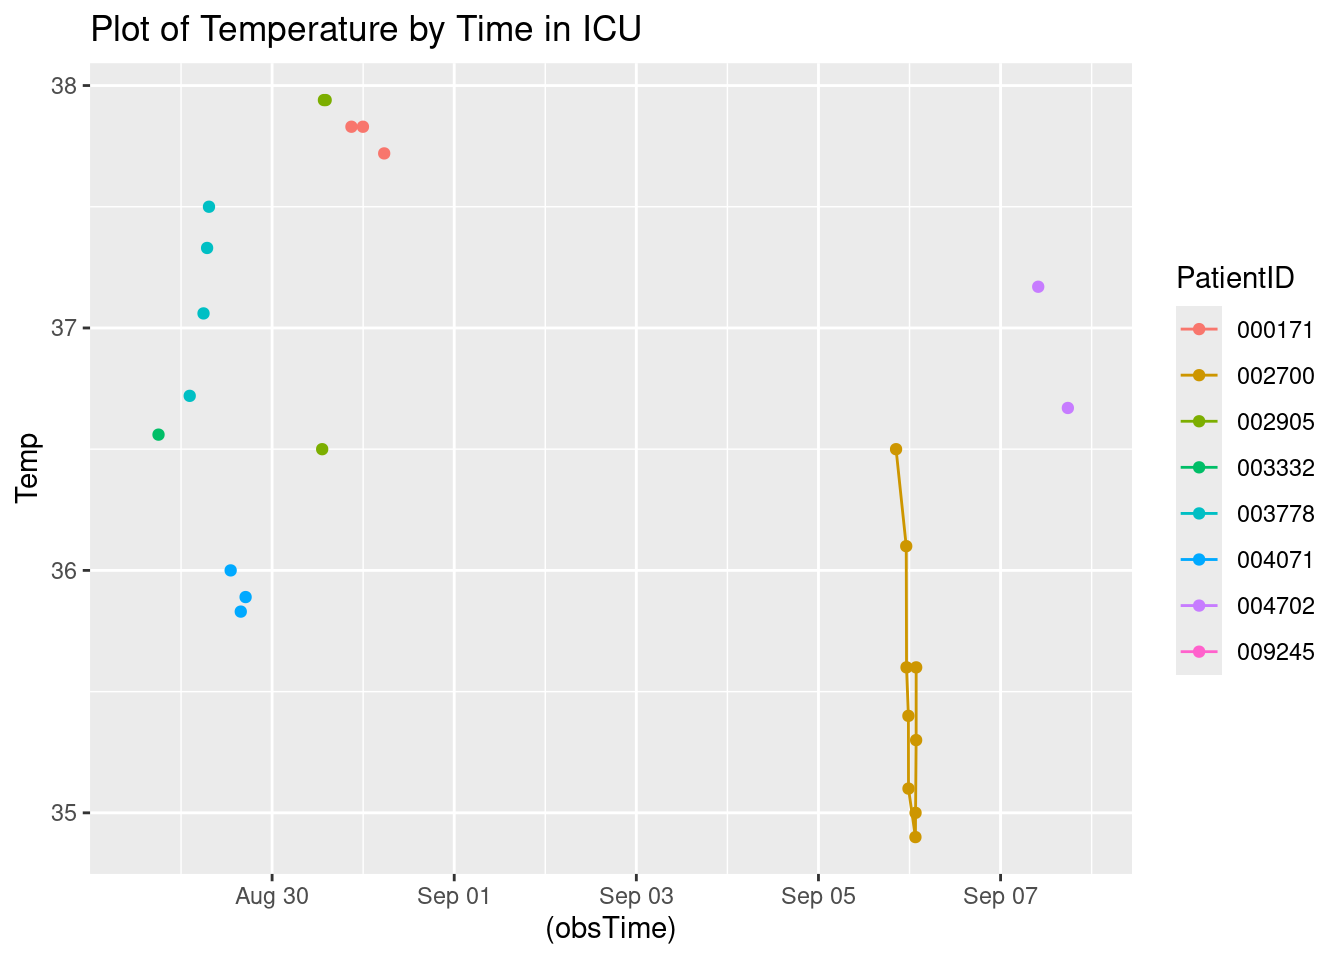 Plot of Temperature by Time in ICU
38
37
36
35
Temp
Aug 30 Sep 01 Sep 03 Sep 05 Sep 07
(obsTime)
PatientID
000171
002700
002905
003332
003778
004071
004702
009245